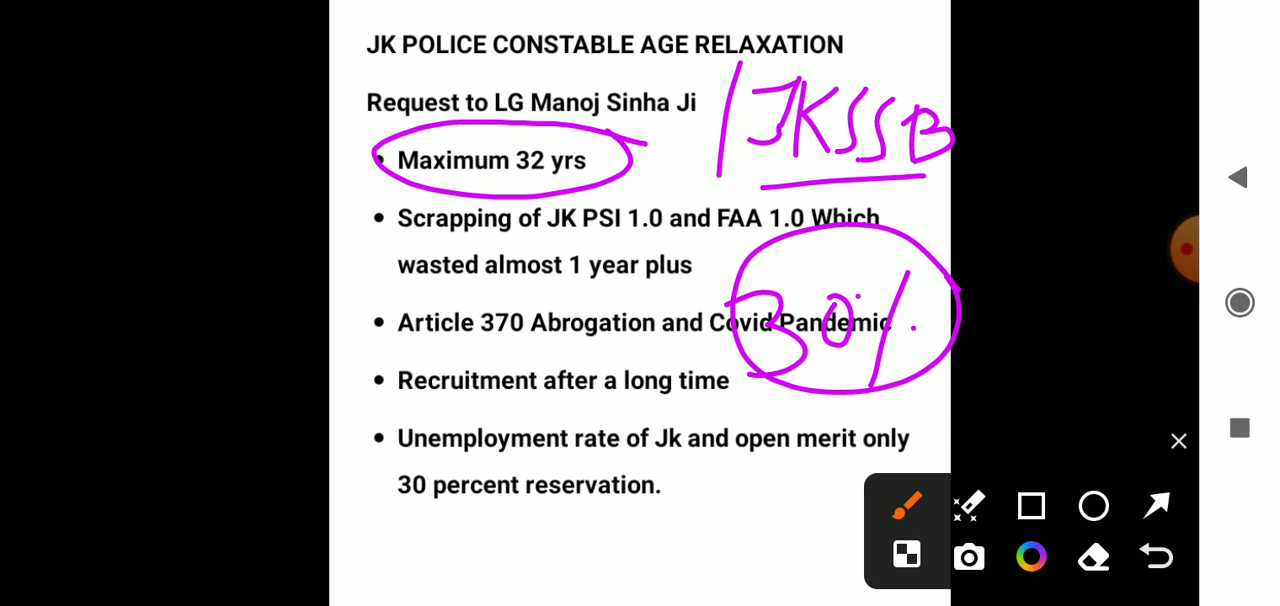 JK POLICE CONSTABLE AGE RELAXATION
Request to LG Manoj Sinha Ji
JKSSB
• Maximum 32 yrs
• Scrapping of JK PSI 1.0 and FAA 1.0 Which
wasted almost 1 year plus
30%
• Article 370 Abrogation and Covid Pandemic
• Recruitment after a long time
• Unemployment rate of Jk and open merit only
30 percent reservation.